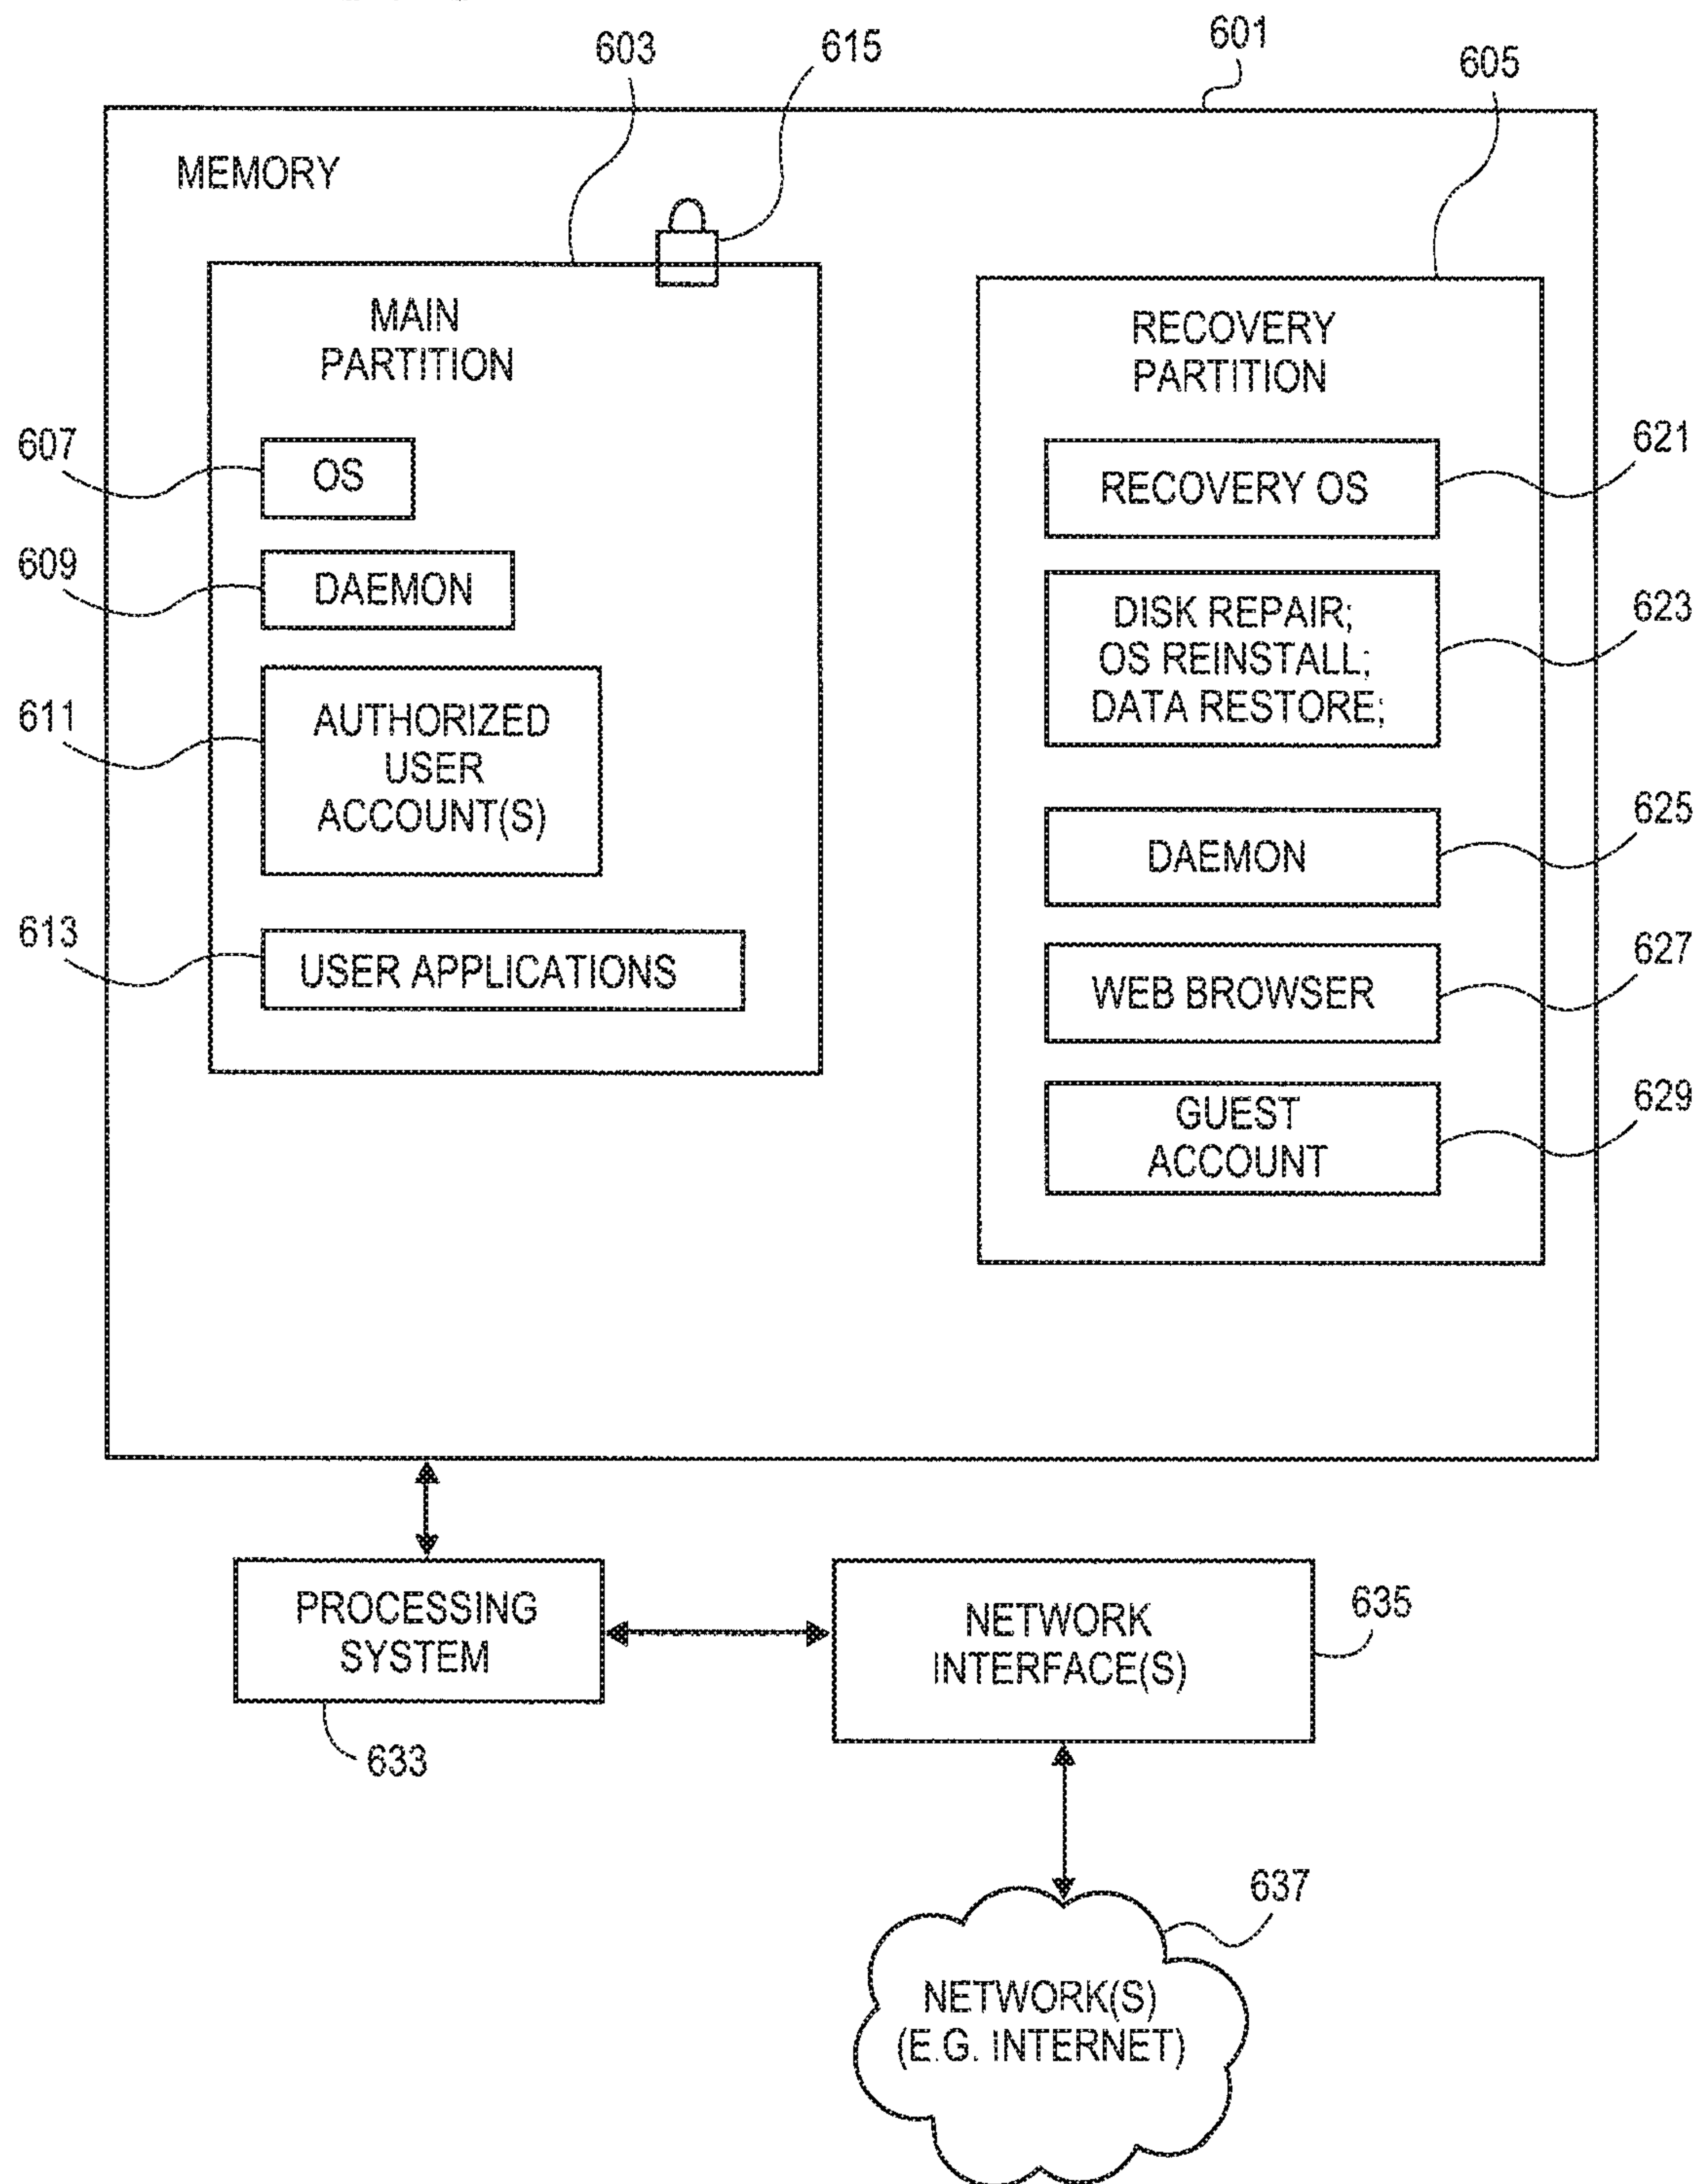 603
615
601
605
MEMORY
MAIN
PARTITION
607
OS
609
DAEMON
611
AUTHORIZED
USER
ACCOUNT(S)
613
USER APPLICATIONS
RECOVERY
PARTITION
RECOVERY OS
621
DISK REPAIR;
OS REINSTALL;
DATA RESTORE;
623
DAEMON
625
WEB BROWSER
627
GUEST
ACCOUNT
629
PROCESSING
SYSTEM
633
NETWORK
INTERFACE(S)
635
637
NETWORK(S)
(E.G. INTERNET)